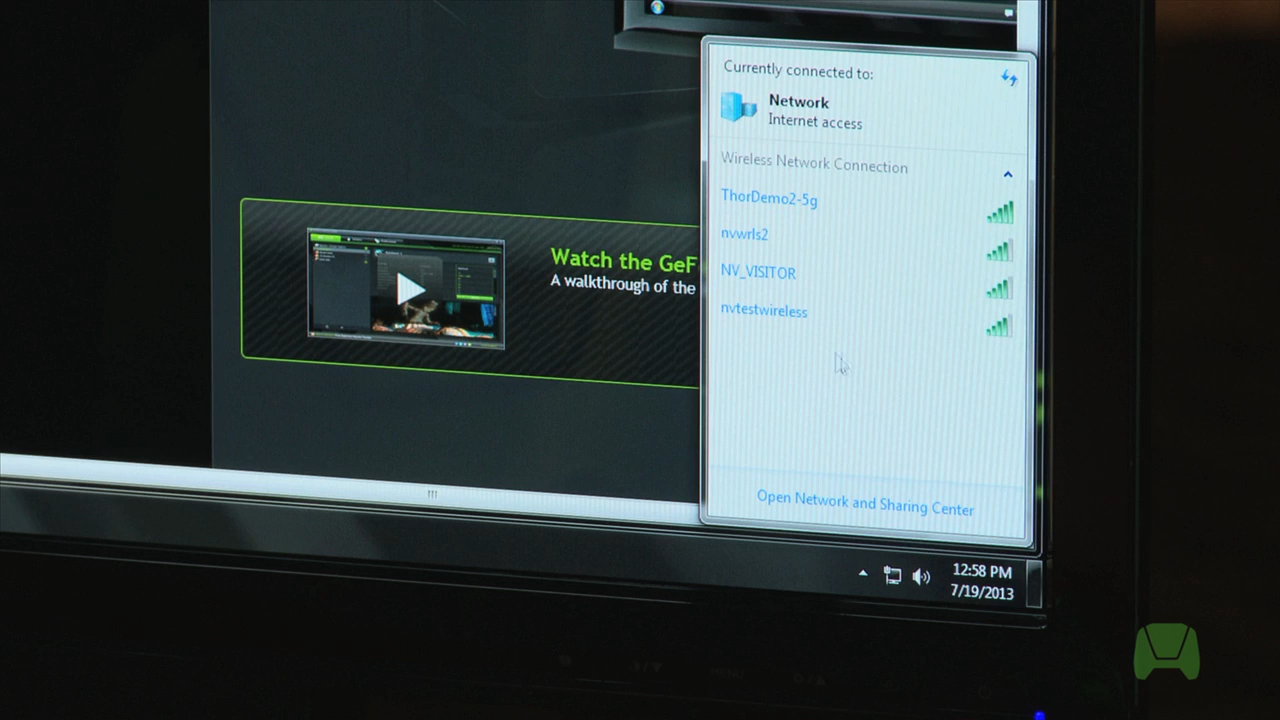 Currently connected to:
Network
Internet access
Wireless Network Connection
ThorDemo2-5g
nvwrls2
NV_VISITOR
nvtestwireless
Watch the GeF
A walkthrough of the
Open Network and Sharing Center
12:58 PM
7/19/2013